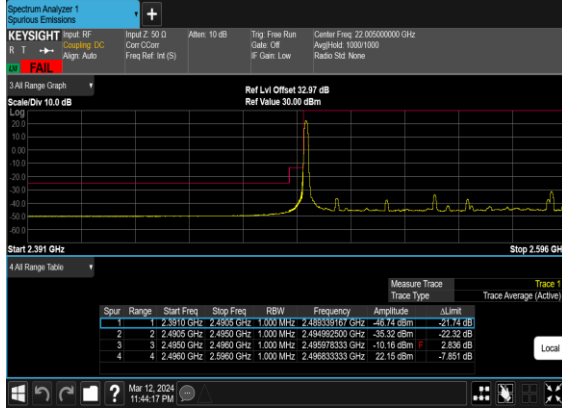 Spectrum Analyzer 1
Spurious Emissions
KEYSIGHT Input: RF Input Z: 50 Ω Atten: 10 dB Trig: Free Run Center Freq: 22.005000000 GHz
R T Coupling: DC Corr CCorr Gate: Off Avg|Hold: 1000/1000
Align: Auto Freq Ref: Int (S) IF Gain: Low Radio Std: None
LXI FAIL
3 All Range Graph
Ref Lvl Offset 32.97 dB
Scale/Div 10.0 dB Ref Value 30.00 dBm
Log
20.0
10.0
0.00
-10.0
-20.0
-30.0
-40.0
-50.0
-60.0
Start 2.391 GHz Stop 2.596 GH
4 All Range Table
Measure Trace Trace 1
Trace Type Trace Average (Active)
Spur Range Start Freq Stop Freq RBW Frequency Amplitude ΔLimit
1 1 2.3910 GHz 2.4905 GHz 1.000 MHz 2.489339167 GHz -46.74 dBm -21.74 dB
2 2 2.4905 GHz 2.4950 GHz 1.000 MHz 2.494992500 GHz -35.32 dBm -22.32 dB
3 3 2.4950 GHz 2.4960 GHz 1.000 MHz 2.495978333 GHz -10.16 dBm F 2.836 dB
4 4 2.4960 GHz 2.5960 GHz 1.000 MHz 2.496833333 GHz 22.15 dBm -7.851 dB
Local
? Mar 12, 2024
11:44:17 PM